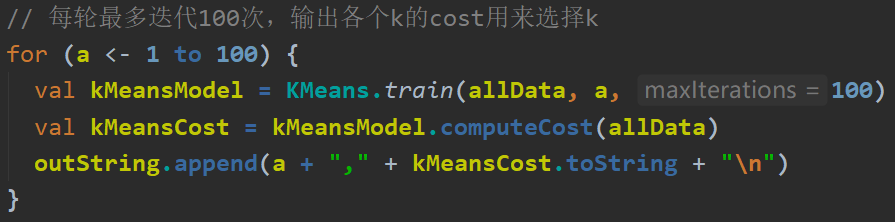 // 每轮最多迭代100次，输出各个k的cost用来选择k
for (a <- 1 to 100) {
  val kMeansModel = KMeans.train(allData, a, maxIterations = 100)
  val kMeansCost = kMeansModel.computeCost(allData)
  outString.append(a + "," + kMeansCost.toString + "\n")
}